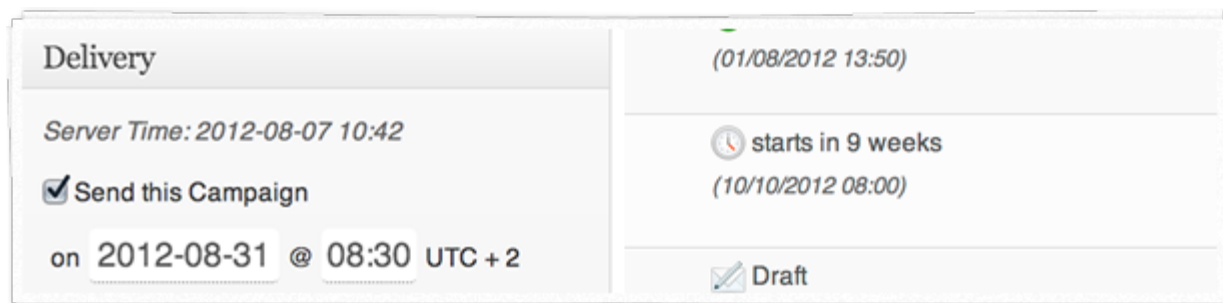 Delivery
Server Time: 2012-08-07 10:42
Send this Campaign
on 2012-08-31 @ 08:30 UTC + 2
(01/08/2012 13:50)
starts in 9 weeks
(10/10/2012 08:00)
Draft